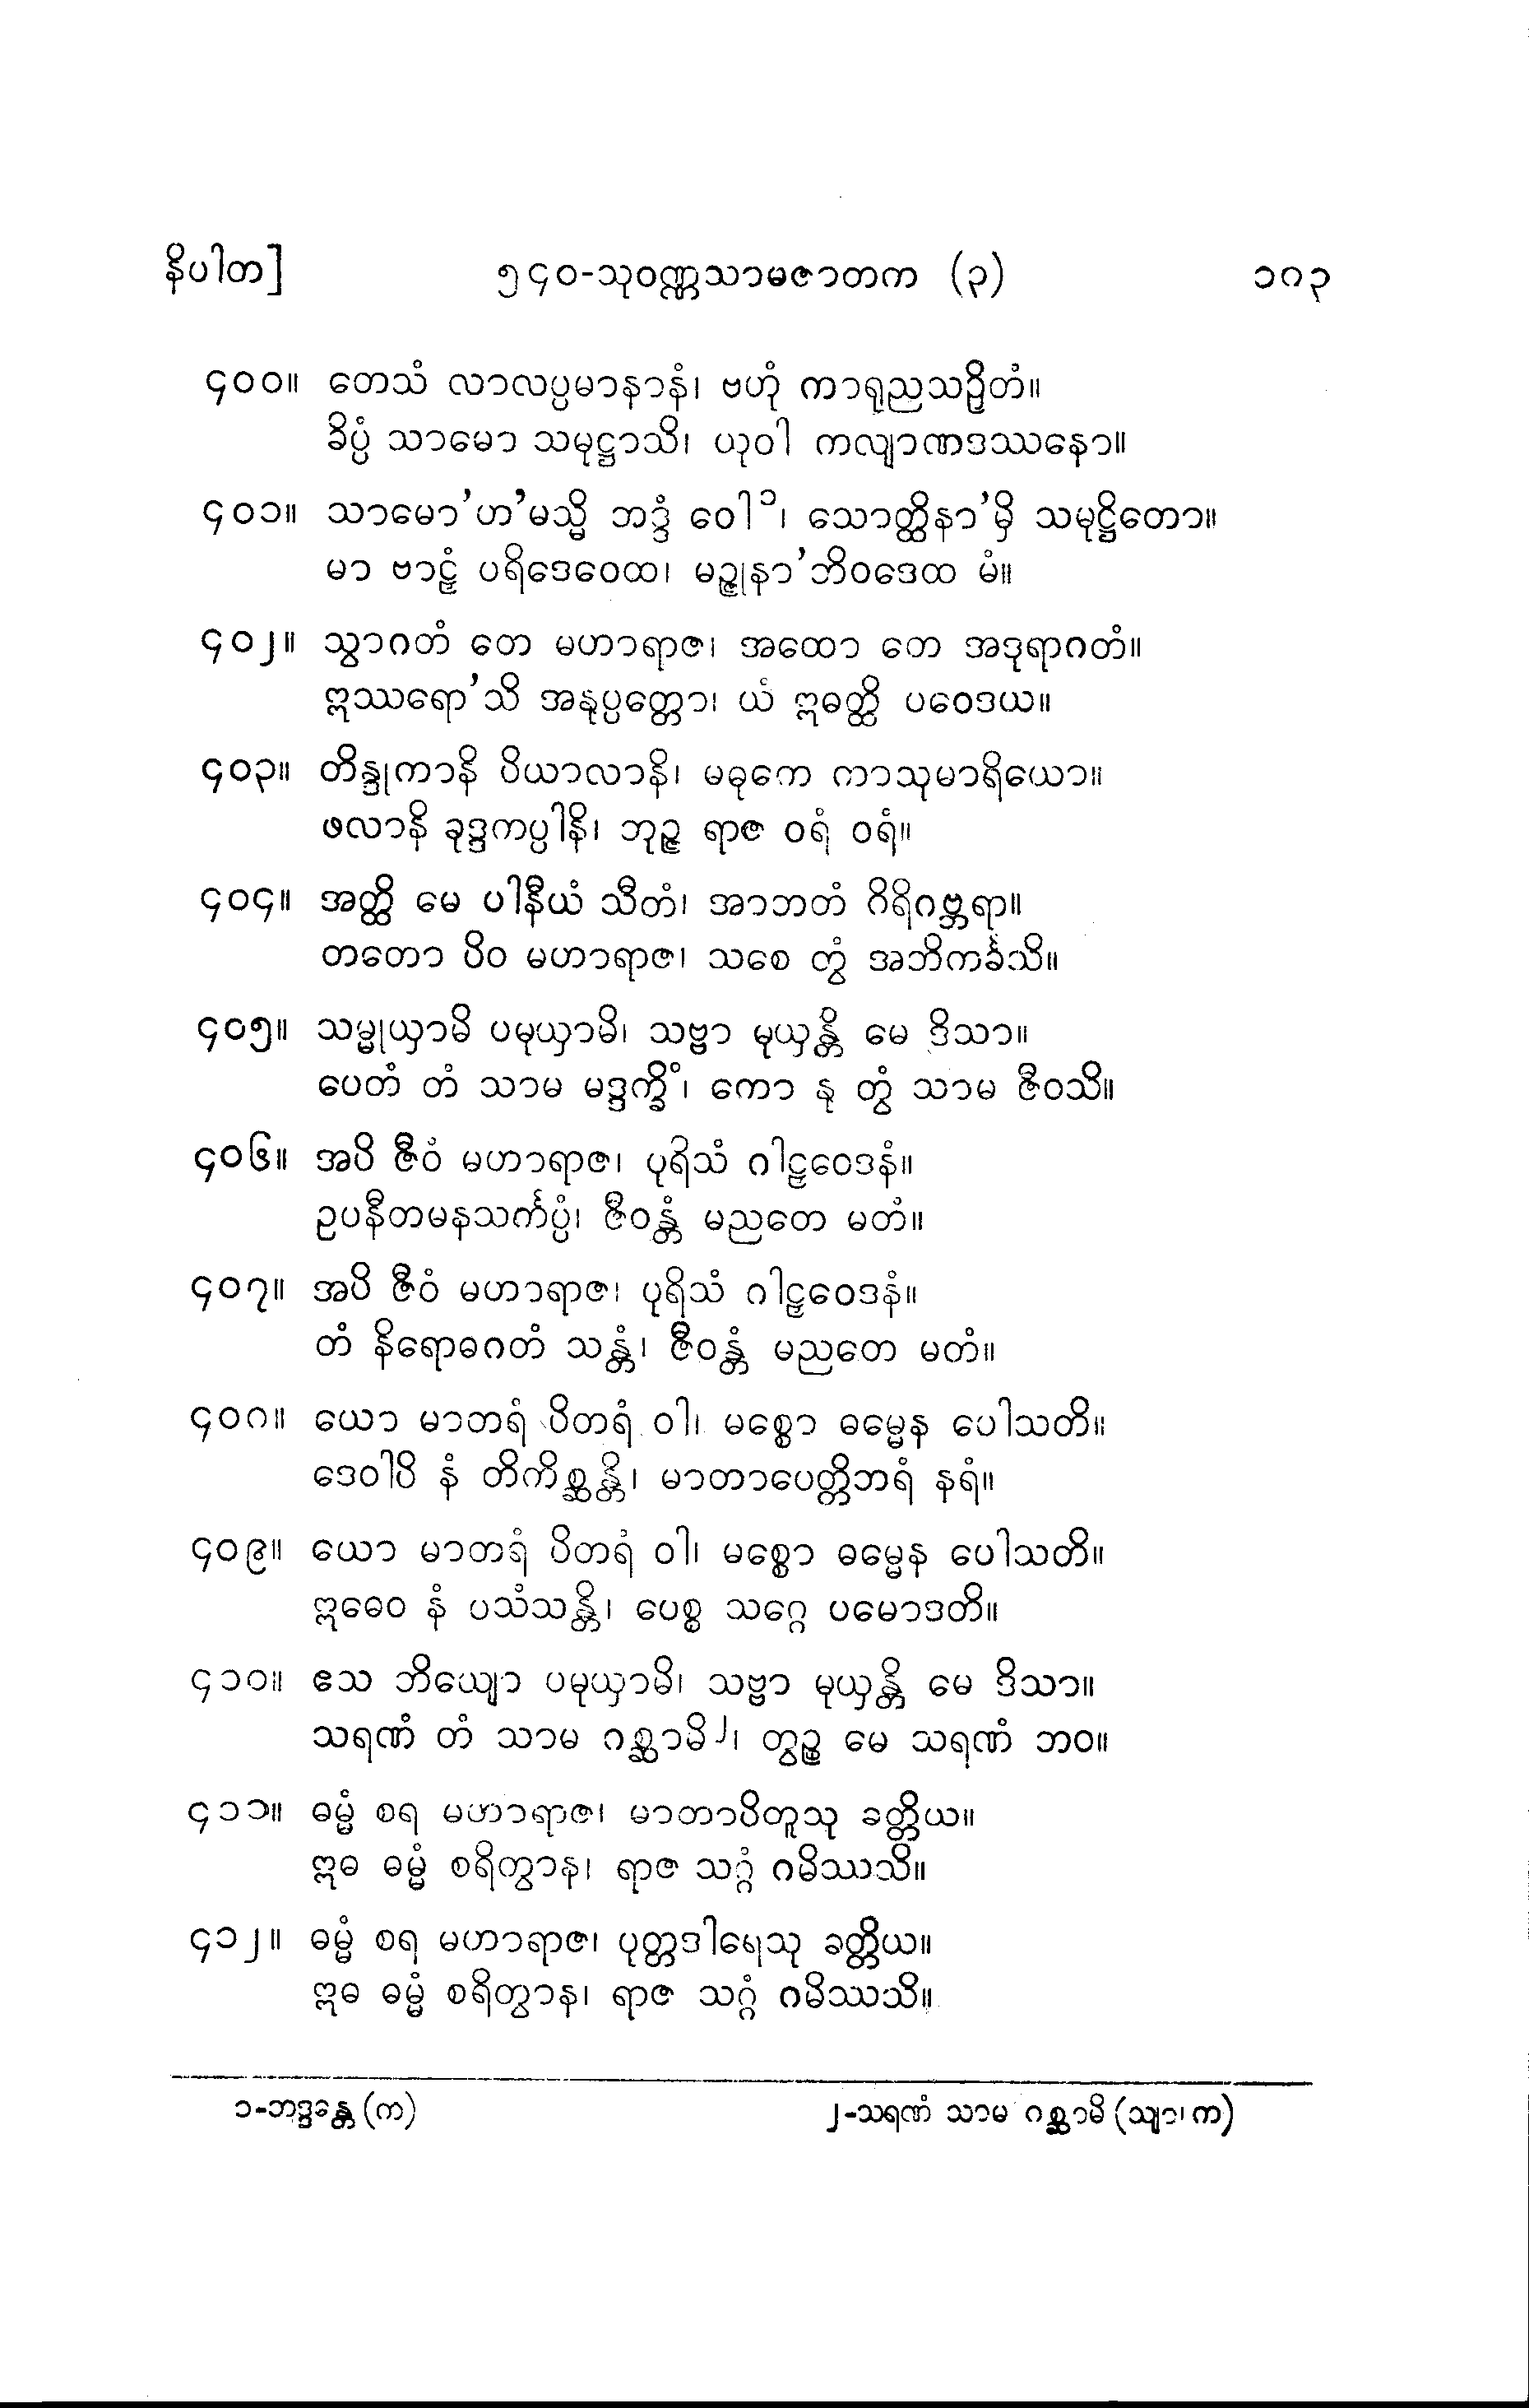 နိပါတ] ၅၄၀-သုဝဏ္ဏသာမဇာတက (၃) ၁၈၃
၄၀၀။ တေသံ လာလပ္ပမာနာနံ၊ ဗဟုံ ကာရုညသဉှိတံ။
ခိပ္ပံ သာမော သမုဋ္ဌာသိ၊ ယုဝါ ကလျာဏဒဿနော။
၄၀၁။ သာမော’ဟ’မသ္မိ ဘဒ္ဒံ ဝေါ၁၊ သောတ္ထိနာ’မှိ သမုဋ္ဌိတော။
မာ ဗာဠှံ ပရိဒေဝေထ၊ မဉ္ဇုနာ’ဘိဝဒေထ မံ။
၄၀၂။ သွာဂတံ တေ မဟာရာဇ၊ အထော တေ အဒုရာဂတံ။
ဣဿရော’သိ အနုပ္ပတ္တော၊ ယံ ဣဓတ္ထိ ပဝေဒယ။
၄၀၃။ တိန္ဒုကာနိ ပိယာလာနိ၊ မဓုကေ ကာသုမာရိယော။
ဖလာနိ ခုဒ္ဒကပ္ပါနိ၊ ဘုဉ္ဇ ရာဇ ဝရံ ဝရံ။
၄၀၄။ အတ္ထိ မေ ပါနီယံ သီတံ၊ အာဘတံ ဂိရိဂဗ္ဘရာ။
တတော ပိဝ မဟာရာဇ၊ သစေ တွံ အဘိကင်္ခသိ။
၄၀၅။ သမ္မုယှာမိ ပမုယှာမိ၊ သဗ္ဗာ မုယှန္တိ မေ ဒိသာ။
ပေတံ တံ သာမ မဒ္ဒက္ခိံ၊ ကော နု တွံ သာမ ဇီဝသိ။
၄၀၆။ အပိ ဇီဝံ မဟာရာဇ၊ ပုရိသံ ဂါဠှဝေဒနံ။
ဥပနီတမနသင်္ကပ္ပံ၊ ဇီဝန္တံ မညတေ မတံ။
၄၀၇။ အပိ ဇီဝံ မဟာရာဇ၊ ပုရိသံ ဂါဠှဝေဒနံ။
တံ နိရောဓဂတံ သန္တံ၊ ဇီဝန္တံ မညတေ မတံ။
၄၀၈။ ယော မာတရံ ပိတရံ ဝါ၊ မစ္စော ဓမ္မေန ပေါသတိ။
ဒေဝါပိ နံ တိကိစ္ဆန္တိ၊ မာတာပေတ္တိဘရံ နရံ။
၄၀၉။ ယော မာတရံ ပိတရံ ဝါ၊ မစ္စော ဓမ္မေန ပေါသတိ။
ဣဓေဝ နံ ပသံသန္တိ၊ ပေစ္စ သဂ္ဂေ ပမောဒတိ။
၄၁၀။ ဧသ ဘိယျော ပမုယှာမိ၊ သဗ္ဗာ မုယှန္တိ မေ ဒိသာ။
သရဏံ တံ သာမ ဂစ္ဆာမိ၂၊ တွဉ္စ မေ သရဏံ ဘဝ။
၄၁၁။ ဓမ္မံ စရ မဟာရာဇ၊ မာတာပိတူသု ခတ္တိယ။
ဣဓ ဓမ္မံ စရိတွာန၊ ရာဇ သဂ္ဂံ ဂမိဿသိ။
၄၁၂။ ဓမ္မံ စရ မဟာရာဇ၊ ပုတ္တဒါရေသု ခတ္တိယ။
ဣဓ ဓမ္မံ စရိတွာန၊ ရာဇ သဂ္ဂံ ဂမိဿသိ။
၁-ဘဒ္ဒန္တေ (က) ၂-သရဏံ သာမ ဂစ္ဆာမိ (သျာ၊ က)